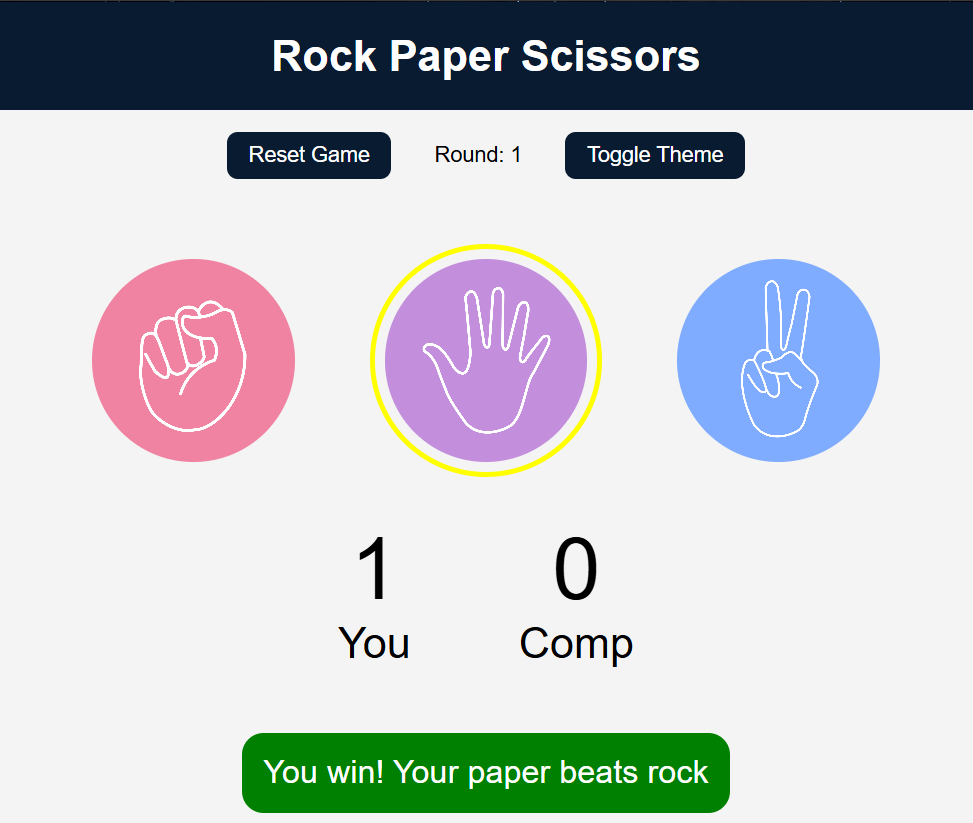 Rock Paper Scissors
Reset Game
Round: 1
Toggle Theme
1
0
You
Comp
You win! Your paper beats rock